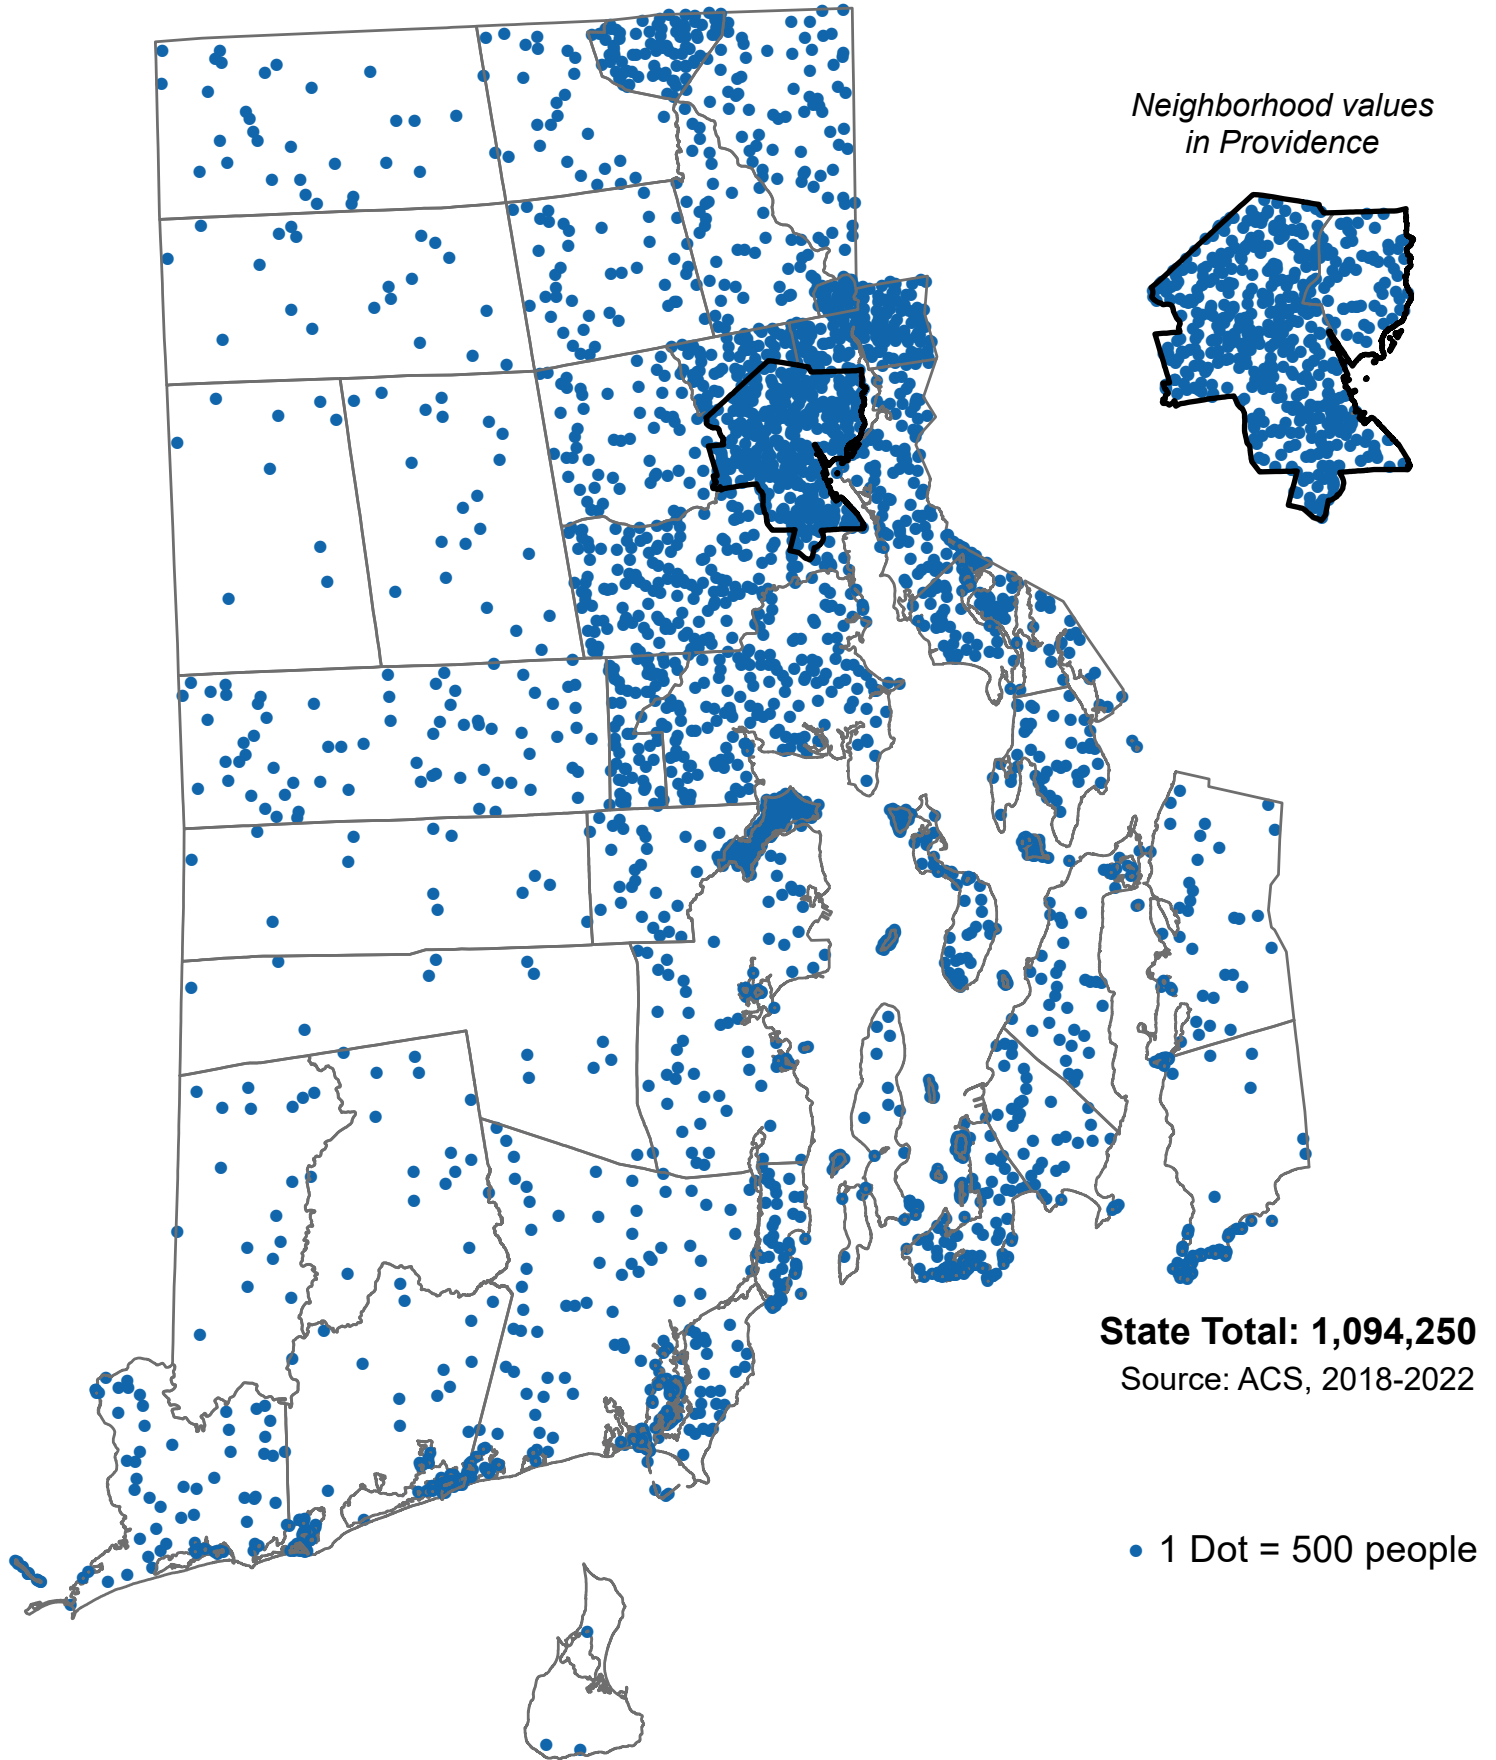 Neighborhood values
in Providence
State Total: 1,094,250
Source: ACS, 2018-2022
1 Dot = 500 people